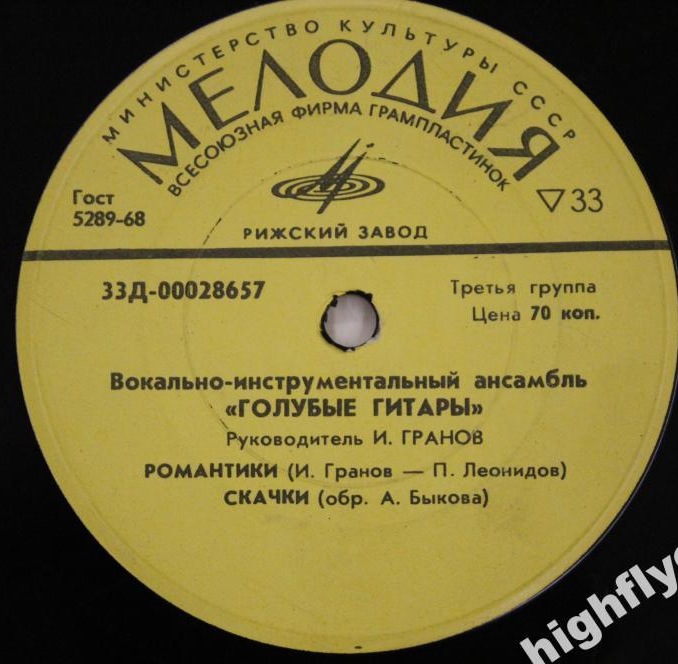 МИНИСТЕРСТВО КУЛЬТУРЫ СССР
МЕЛОДИЯ
ВСЕСОЮЗНАЯ ФИРМА ГРАМПЛАСТИНОК
Гост
5289-68
▽33
РИЖСКИЙ ЗАВОД
33Д-00028657
Третья группа
Цена 70 коп.
Вокально-инструментальный ансамбль
«ГОЛУБЫЕ ГИТАРЫ»
Руководитель И. ГРАНОВ
РОМАНТИКИ (И. Гранов — П. Леонидов)
СКАЧКИ (обр. А. Быкова)